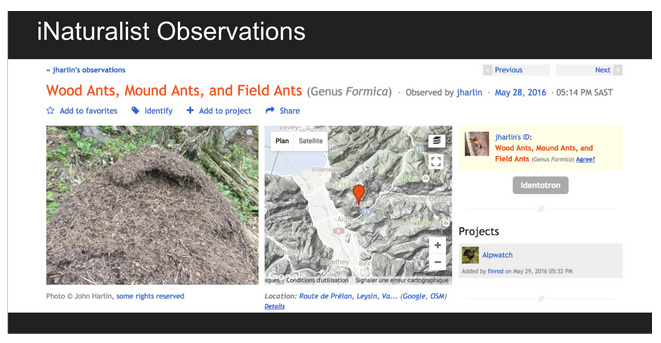 iNaturalist Observations
« jharlin's observations
Previous
Next
Wood Ants, Mound Ants, and Field Ants (Genus Formica) · Observed by jharlin · May 28, 2016 · 05:14 PM SAST
Add to favorites Identify Add to project Share
Plan Satellite
jharlin's ID:
Wood Ants, Mound Ants, and
Field Ants (Genus Formica) Agree?
Identotron
Projects
Alpwatch
Added by finrod on May 29, 2016 05:32 PM
Villeneuve
Aigle
nthey
Google
iques Conditions d'utilisation Signaler une erreur cartographique
Photo © John Harlin, some rights reserved
Location: Route de Prélan, Leysin, Va... (Google, OSM)
Details